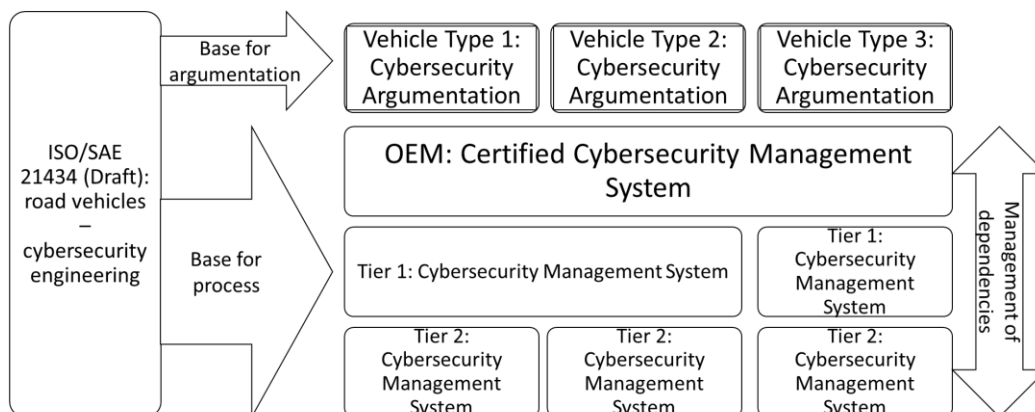 ISO/SAE
21434 (Draft):
road vehicles
–
cybersecurity
engineering
Base for
argumentation
Base for
process
Vehicle Type 1:
Cybersecurity
Argumentation
Vehicle Type 2:
Cybersecurity
Argumentation
Vehicle Type 3:
Cybersecurity
Argumentation
OEM: Certified Cybersecurity Management
System
Tier 1: Cybersecurity Management System
Tier 1:
Cybersecurity
Management
System
Tier 2:
Cybersecurity
Management
System
Tier 2:
Cybersecurity
Management
System
Tier 2:
Cybersecurity
Management
System
Management of
dependencies